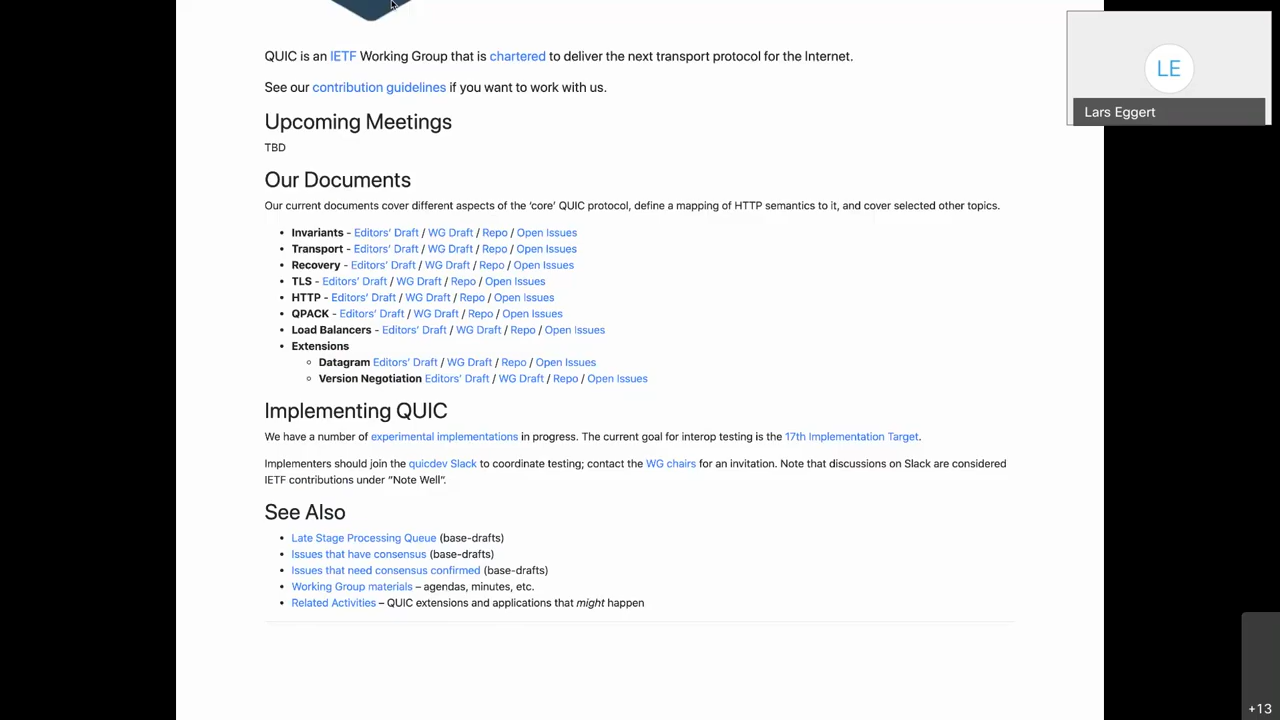 QUIC is an IETF Working Group that is chartered to deliver the next transport protocol for the Internet.
See our contribution guidelines if you want to work with us.
Upcoming Meetings
TBD
Our Documents
Our current documents cover different aspects of the ‘core’ QUIC protocol, define a mapping of HTTP semantics to it, and cover selected other topics.
• Invariants - Editors’ Draft / WG Draft / Repo / Open Issues
• Transport - Editors’ Draft / WG Draft / Repo / Open Issues
• Recovery - Editors’ Draft / WG Draft / Repo / Open Issues
• TLS - Editors’ Draft / WG Draft / Repo / Open Issues
• HTTP - Editors’ Draft / WG Draft / Repo / Open Issues
• QPACK - Editors’ Draft / WG Draft / Repo / Open Issues
• Load Balancers - Editors’ Draft / WG Draft / Repo / Open Issues
• Extensions
◦ Datagram Editors’ Draft / WG Draft / Repo / Open Issues
◦ Version Negotiation Editors’ Draft / WG Draft / Repo / Open Issues
Implementing QUIC
We have a number of experimental implementations in progress. The current goal for interop testing is the 17th Implementation Target.
Implementers should join the quicdev Slack to coordinate testing; contact the WG chairs for an invitation. Note that discussions on Slack are considered
IETF contributions under “Note Well”.
See Also
• Late Stage Processing Queue (base-drafts)
• Issues that have consensus (base-drafts)
• Issues that need consensus confirmed (base-drafts)
• Working Group materials – agendas, minutes, etc.
• Related Activities – QUIC extensions and applications that might happen
LE
Lars Eggert
+13